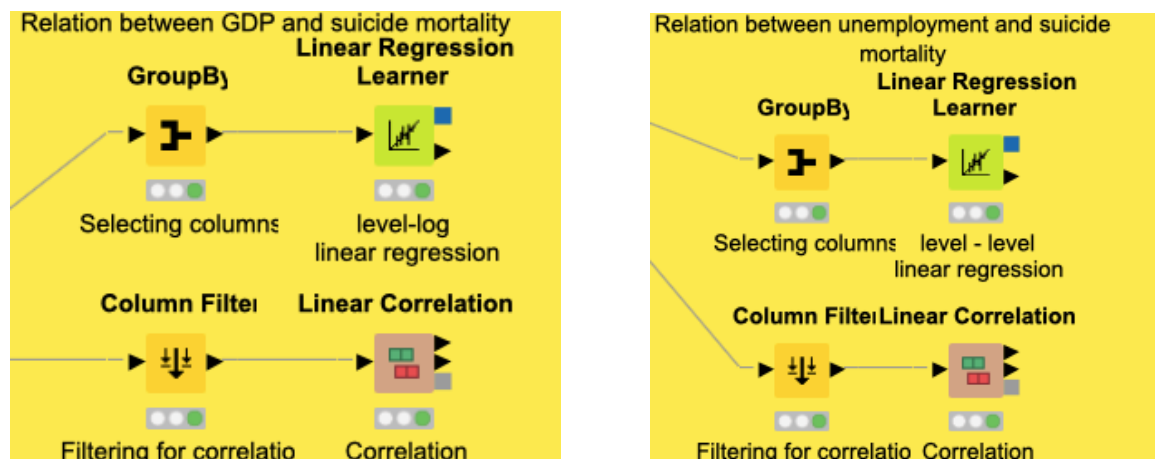 Relation between GDP and suicide mortality
Linear Regression
GroupBy
Learner
Selecting columns
level-log
linear regression
Column Filter
Linear Correlation
Filtering for correlatio
Correlation
Relation between unemployment and suicide
mortality
Linear Regression
GroupBy
Learner
Selecting columns
level - level
linear regression
Column Filter
Linear Correlation
Filtering for correlatio
Correlation